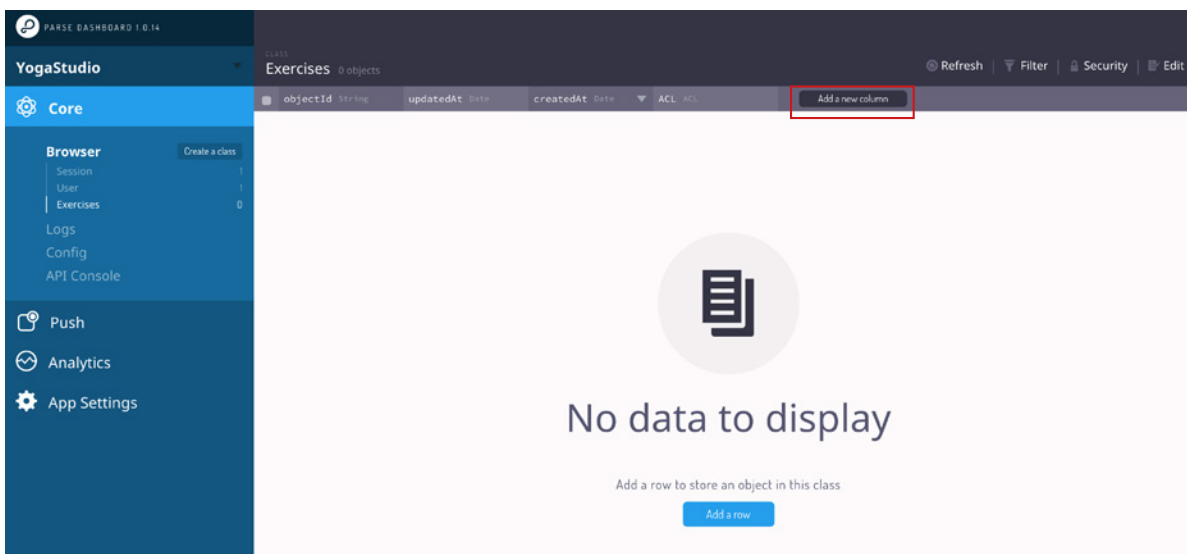 PARSE DASHBOARD 1.0.14
YogaStudio
Core
Browser Create a class
Session 1
User 1
Exercises 0
Logs
Config
API Console
Push
Analytics
App Settings
CLASS
Exercises 0 objects
Refresh Filter Security Edit
objectId String updatedAt Date createdAt Date ACL ACL Add a new column
No data to display
Add a row to store an object in this class
Add a row